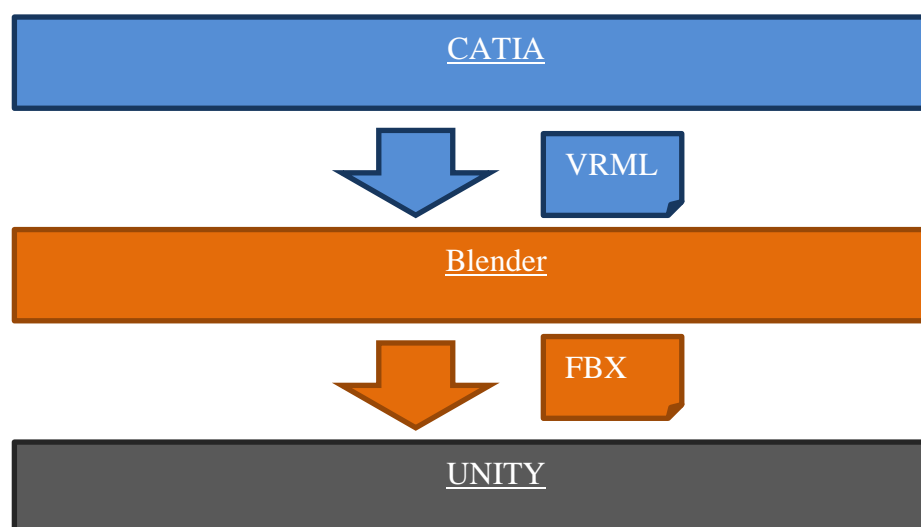 CATIA
VRML
Blender
FBX
UNITY